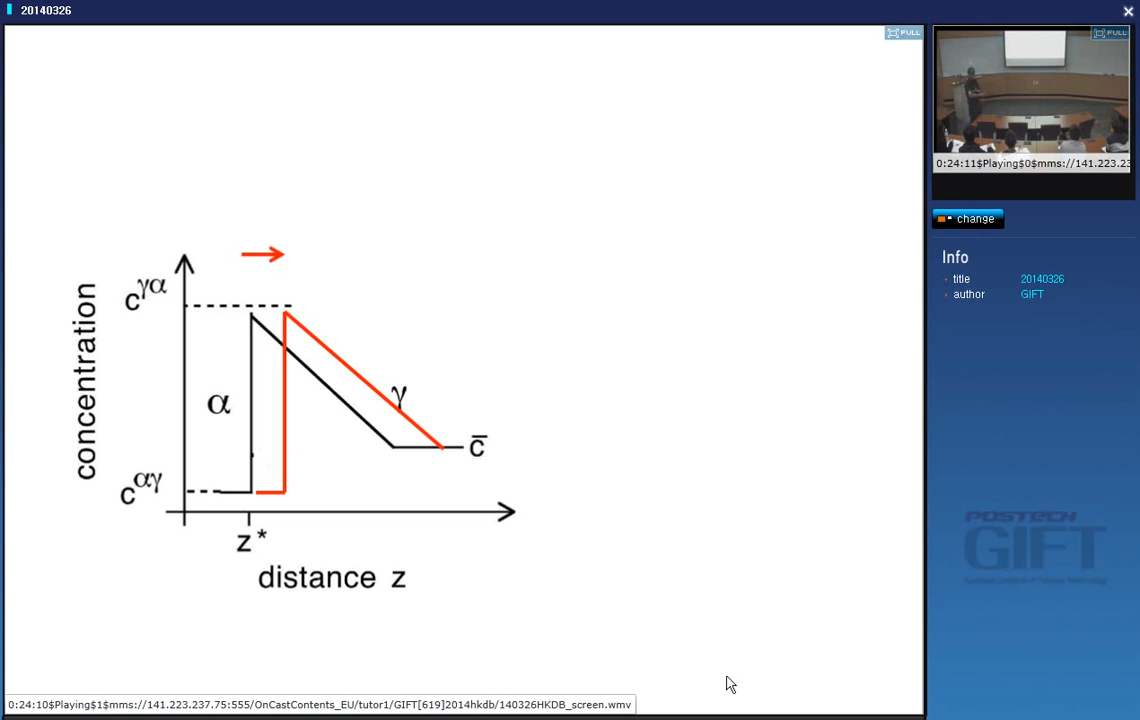 20140326
FULL
FULL
0:24:11$Playing$0$mms://141.223.23
change
Info
title 20140326
author GIFT
concentration
c^γα
α
γ
c̅
c^αγ
z*
distance z
POSTECH
GIFT
0:24:10$Playing$1$mms://141.223.237.75:555/OnCastContents_EU/tutor1/GIFT[619]2014hkdb/140326HKDB_screen.wmv